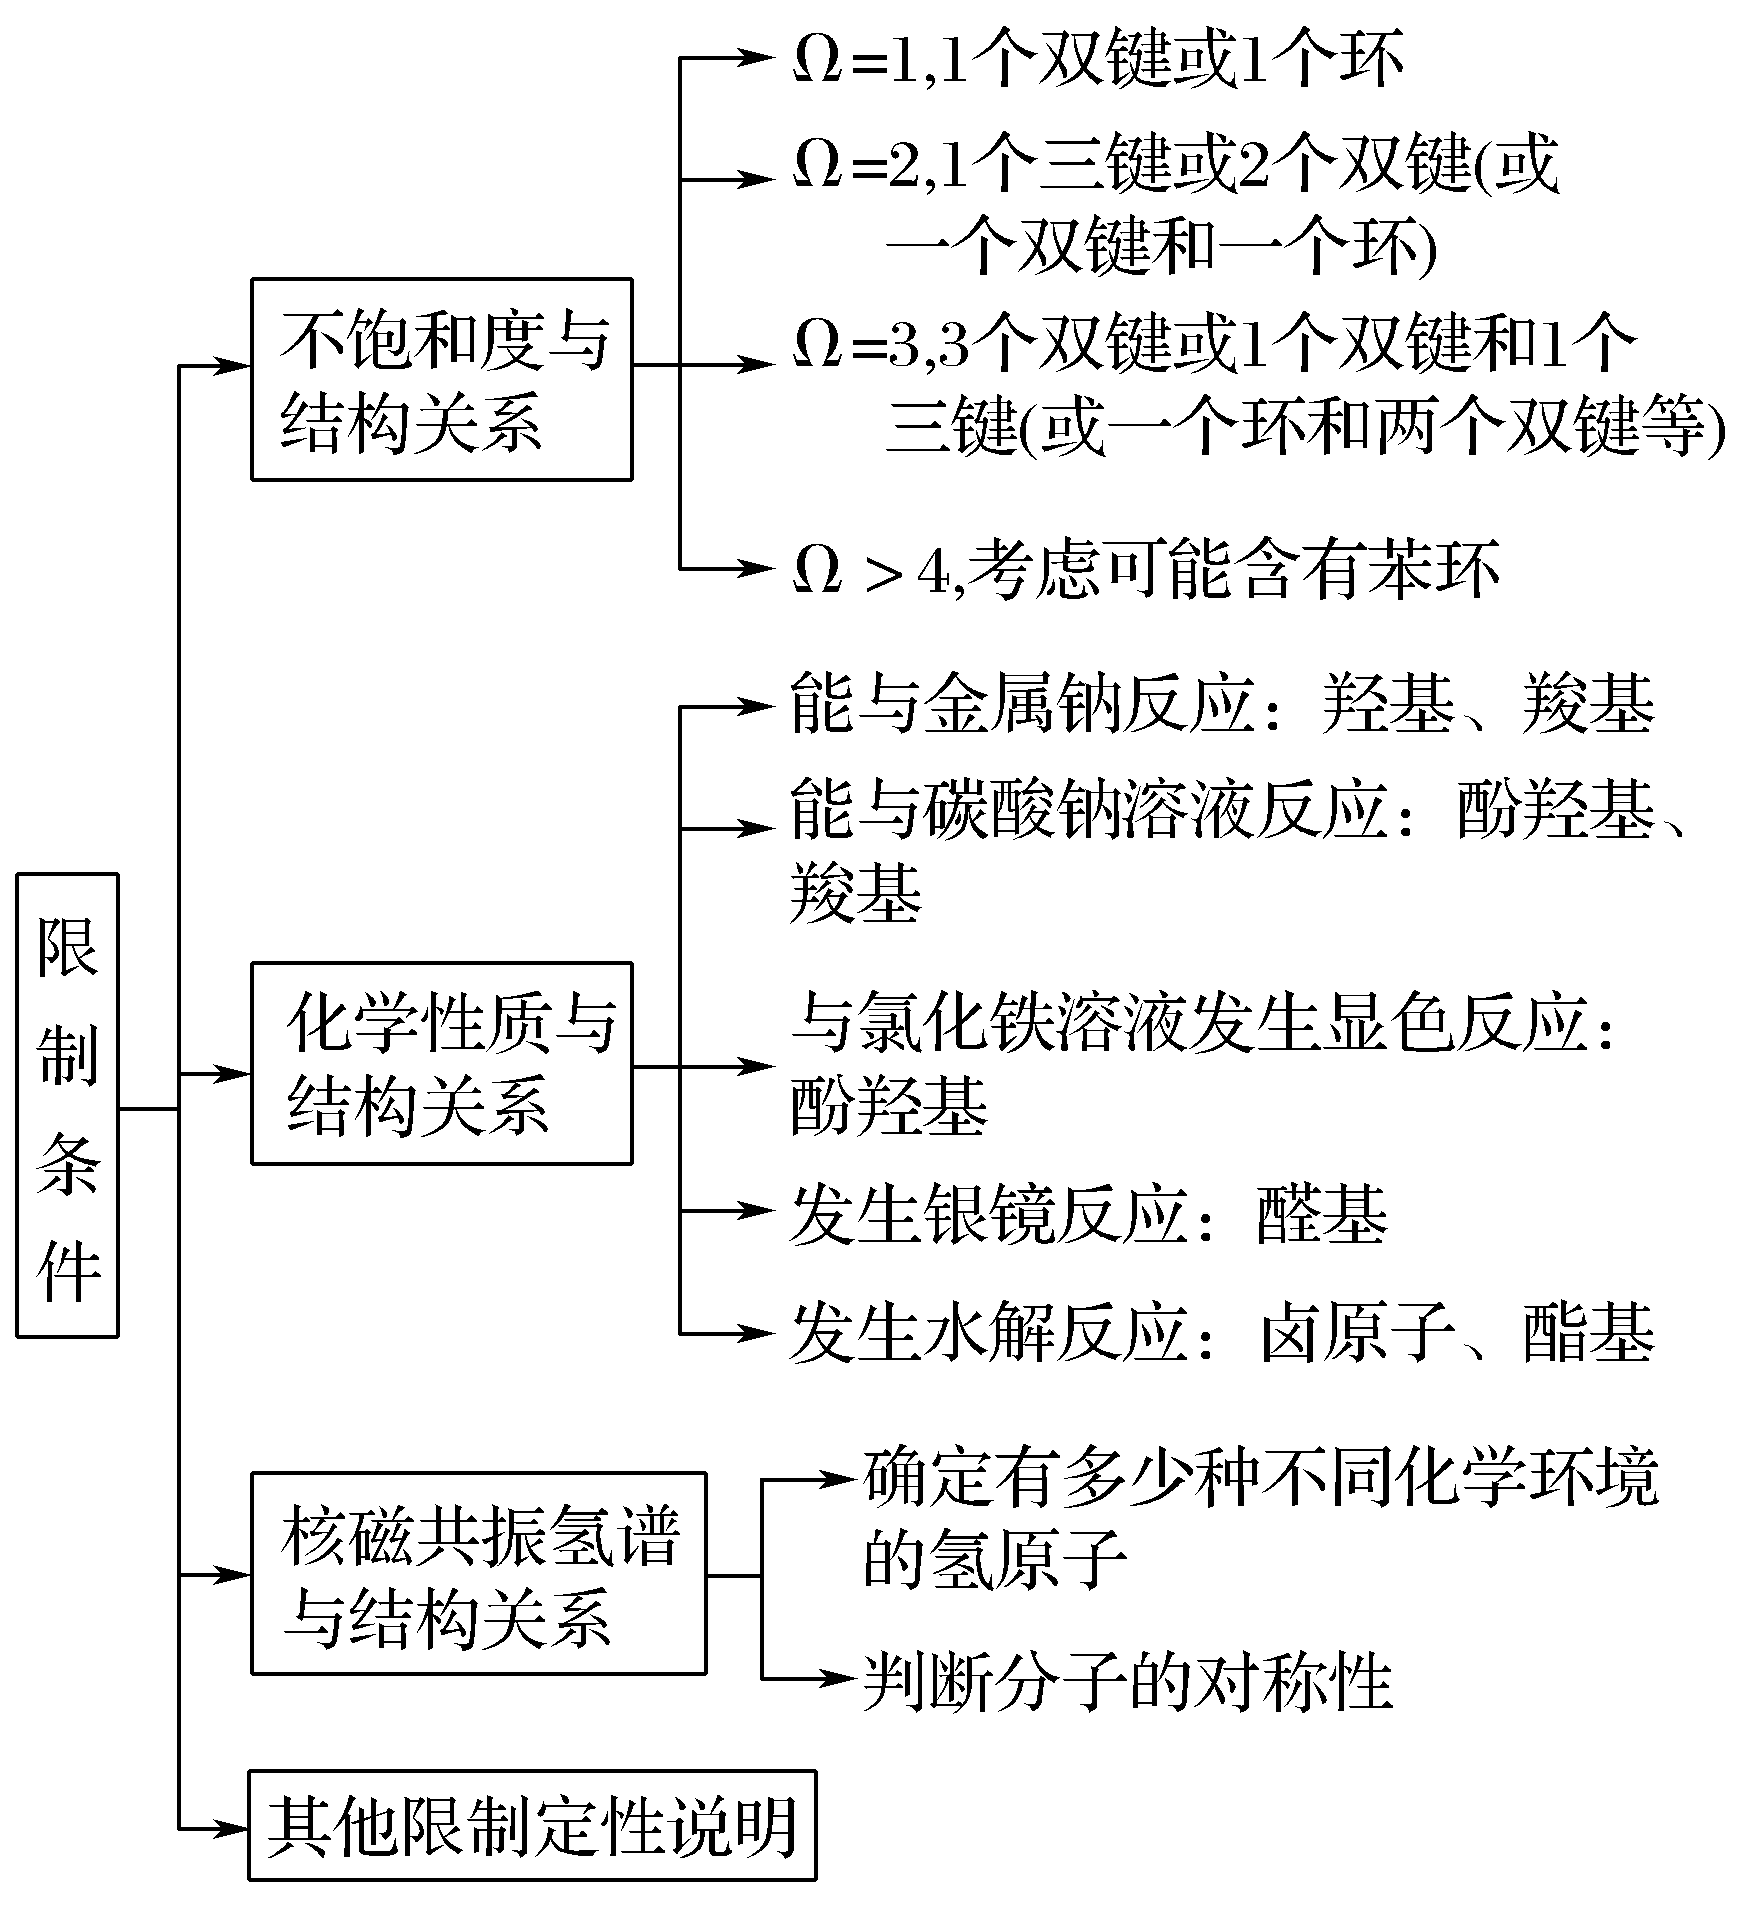 限制条件
不饱和度与
结构关系
Ω=1,1个双键或1个环
Ω=2,1个三键或2个双键(或
一个双键和一个环)
Ω=3,3个双键或1个双键和1个
三键(或一个环和两个双键等)
Ω>4,考虑可能含有苯环
化学性质与
结构关系
能与金属钠反应：羟基、羧基
能与碳酸钠溶液反应：酚羟基、
羧基
与氯化铁溶液发生显色反应：
酚羟基
发生银镜反应：醛基
发生水解反应：卤原子、酯基
核磁共振氢谱
与结构关系
确定有多少种不同化学环境
的氢原子
判断分子的对称性
其他限制定性说明